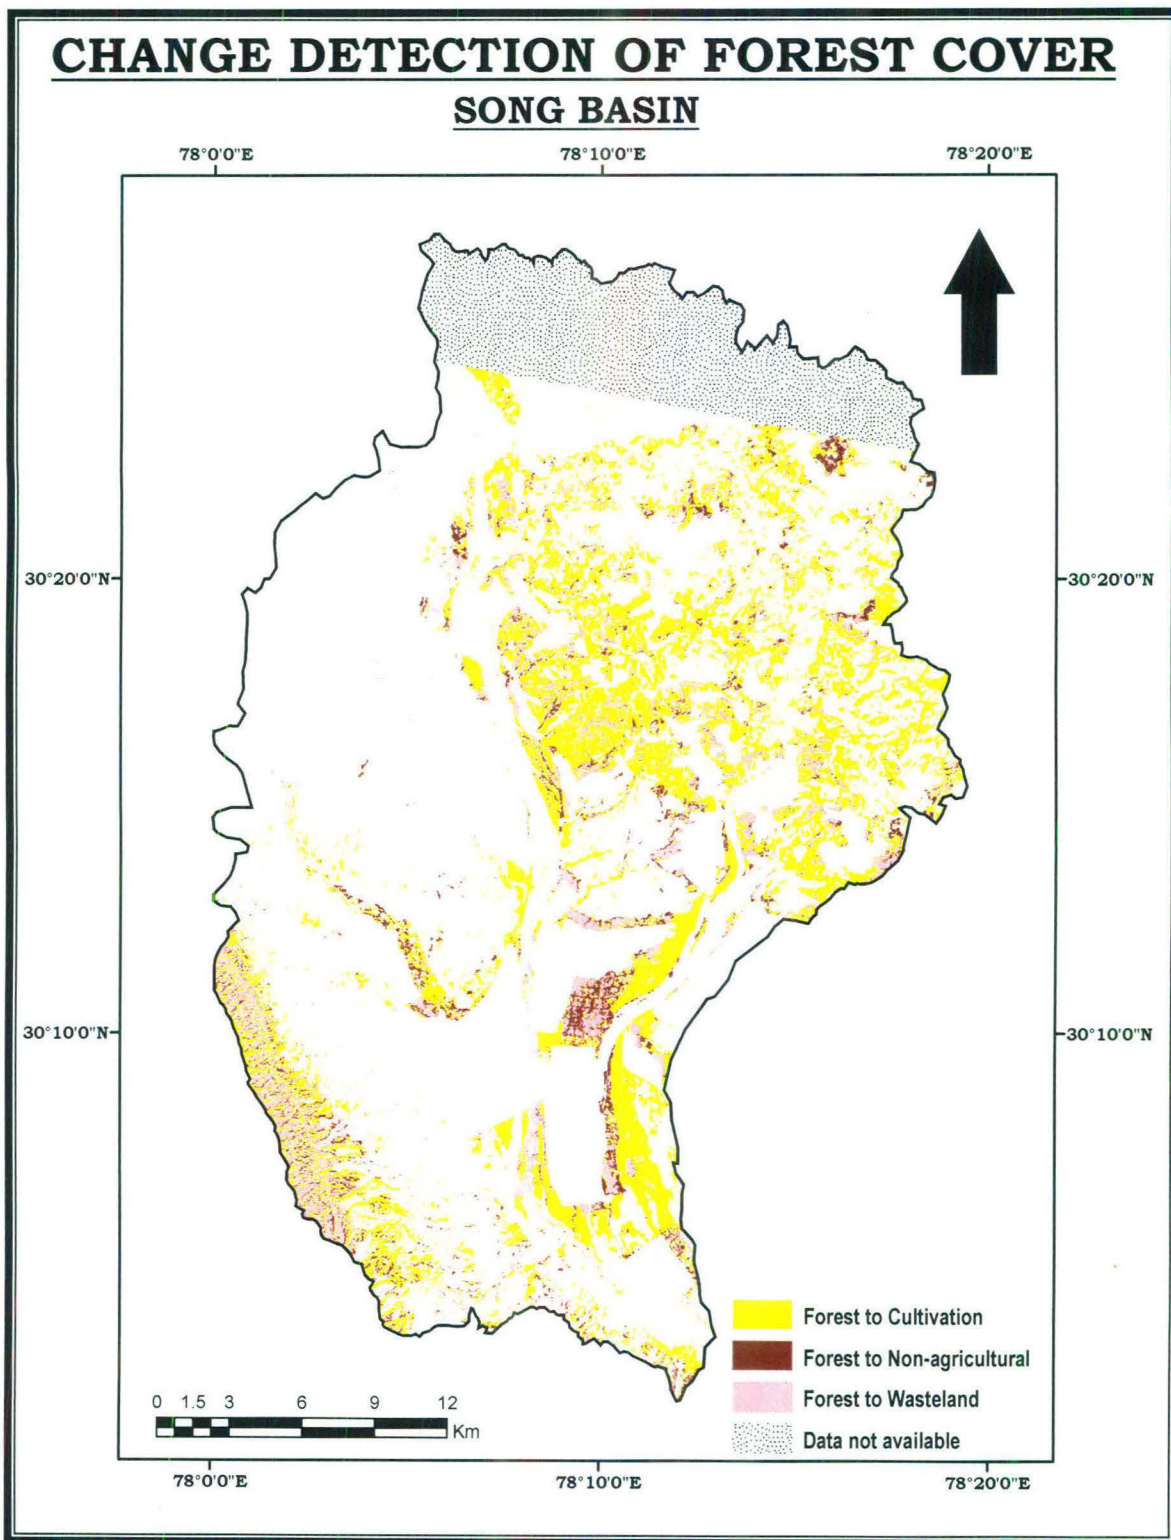 CHANGE DETECTION OF FOREST COVER
SONG BASIN
78°0'0"E 78°10'0"E 78°20'0"E
30°20'0"N 30°20'0"N
30°10'0"N 30°10'0"N
Forest to Cultivation
Forest to Non-agricultural
Forest to Wasteland
Data not available
0 1.5 3 6 9 12
Km
78°0'0"E 78°10'0"E 78°20'0"E